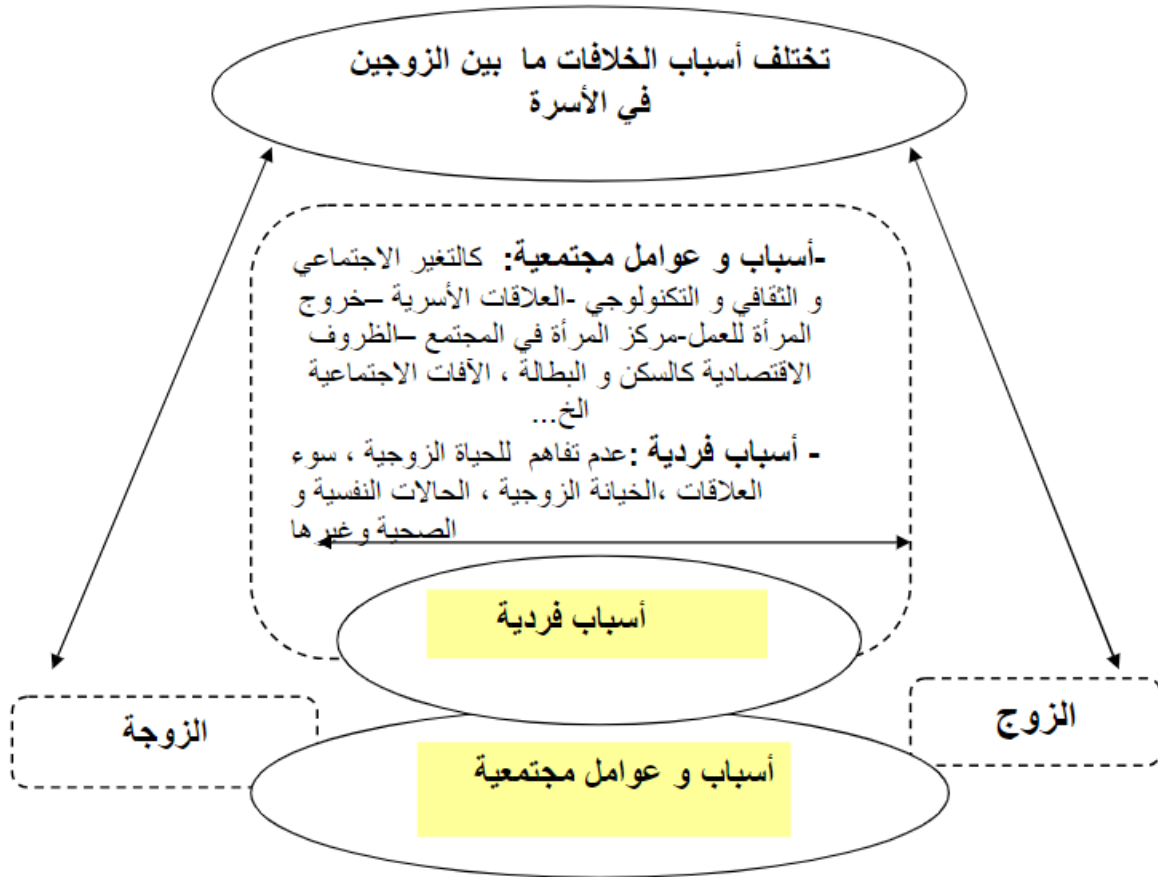 تختلف أسباب الخلافات ما بين الزوجين
في الأسرة
-أسباب و عوامل مجتمعية: كالتغير الاجتماعي
و الثقافي و التكنولوجي -العلاقات الأسرية –خروج
المرأة للعمل-مركز المرأة في المجتمع –الظروف
الاقتصادية كالسكن و البطالة ، الآفات الاجتماعية
الخ...
- أسباب فردية :عدم تفاهم للحياة الزوجية ، سوء
العلاقات ،الخيانة الزوجية ، الحالات النفسية و
الصحية وغيرها
أسباب فردية
الزوج
الزوجة
أسباب و عوامل مجتمعية